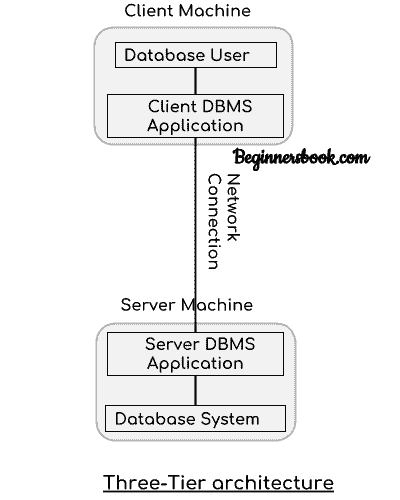 Client Machine
Database User
Client DBMS
Application
Beginnersbook.com
Network
Connection
Server Machine
Server DBMS
Application
Database System
Three-Tier architecture